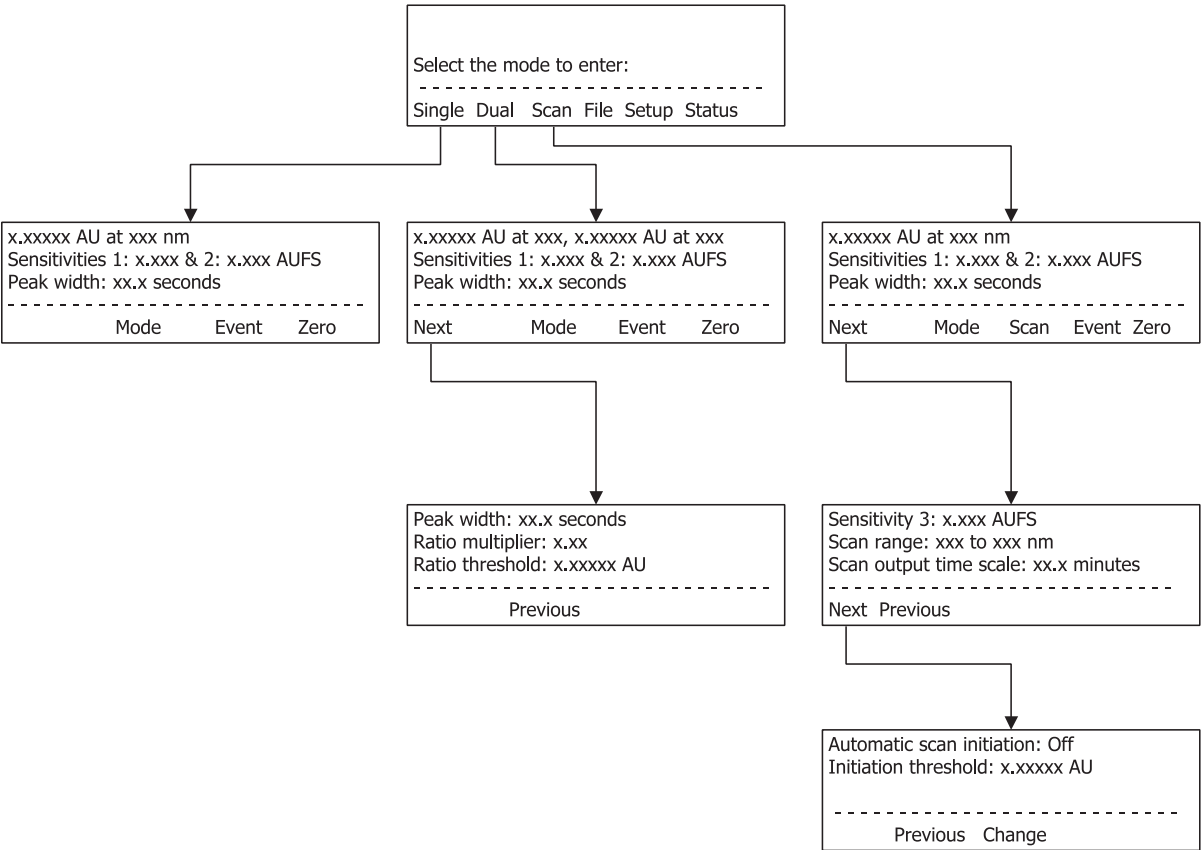 Select the mode to enter:
Single Dual Scan File Setup Status
x.xxxxx AU at xxx nm
Sensitivities 1: x.xxx & 2: x.xxx AUFS
Peak width: xx.x seconds
Mode Event Zero
x.xxxxx AU at xxx, x.xxxxx AU at xxx
Sensitivities 1: x.xxx & 2: x.xxx AUFS
Peak width: xx.x seconds
Next Mode Event Zero
x.xxxxx AU at xxx nm
Sensitivities 1: x.xxx & 2: x.xxx AUFS
Peak width: xx.x seconds
Next Mode Scan Event Zero
Peak width: xx.x seconds
Ratio multiplier: x.xx
Ratio threshold: x.xxxxx AU
Previous
Sensitivity 3: x.xxx AUFS
Scan range: xxx to xxx nm
Scan output time scale: xx.x minutes
Next Previous
Automatic scan initiation: Off
Initiation threshold: x.xxxxx AU
Previous Change